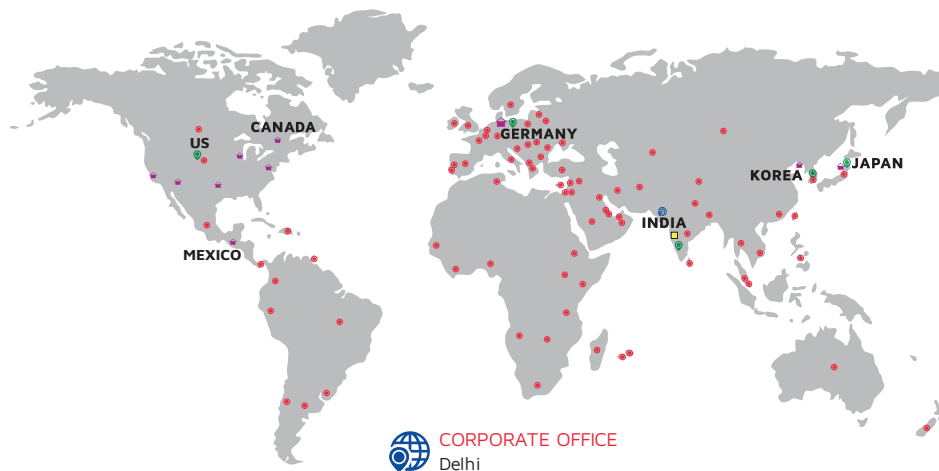 CANADA
US
GERMANY
JAPAN
KOREA
INDIA
MEXICO
CORPORATE OFFICE
Delhi